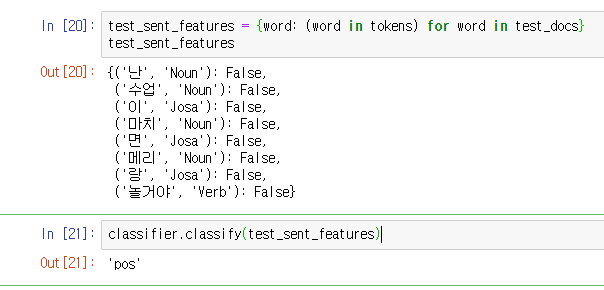 In [20]: test_sent_features = {word: (word in tokens) for word in test_docs}
test_sent_features
Out[20]: {('난', 'Noun'): False,
('수업', 'Noun'): False,
('이', 'Josa'): False,
('마치', 'Noun'): False,
('면', 'Josa'): False,
('메리', 'Noun'): False,
('랑', 'Josa'): False,
('놀거야', 'Verb'): False}
In [21]: classifier.classify(test_sent_features)
Out[21]: 'pos'